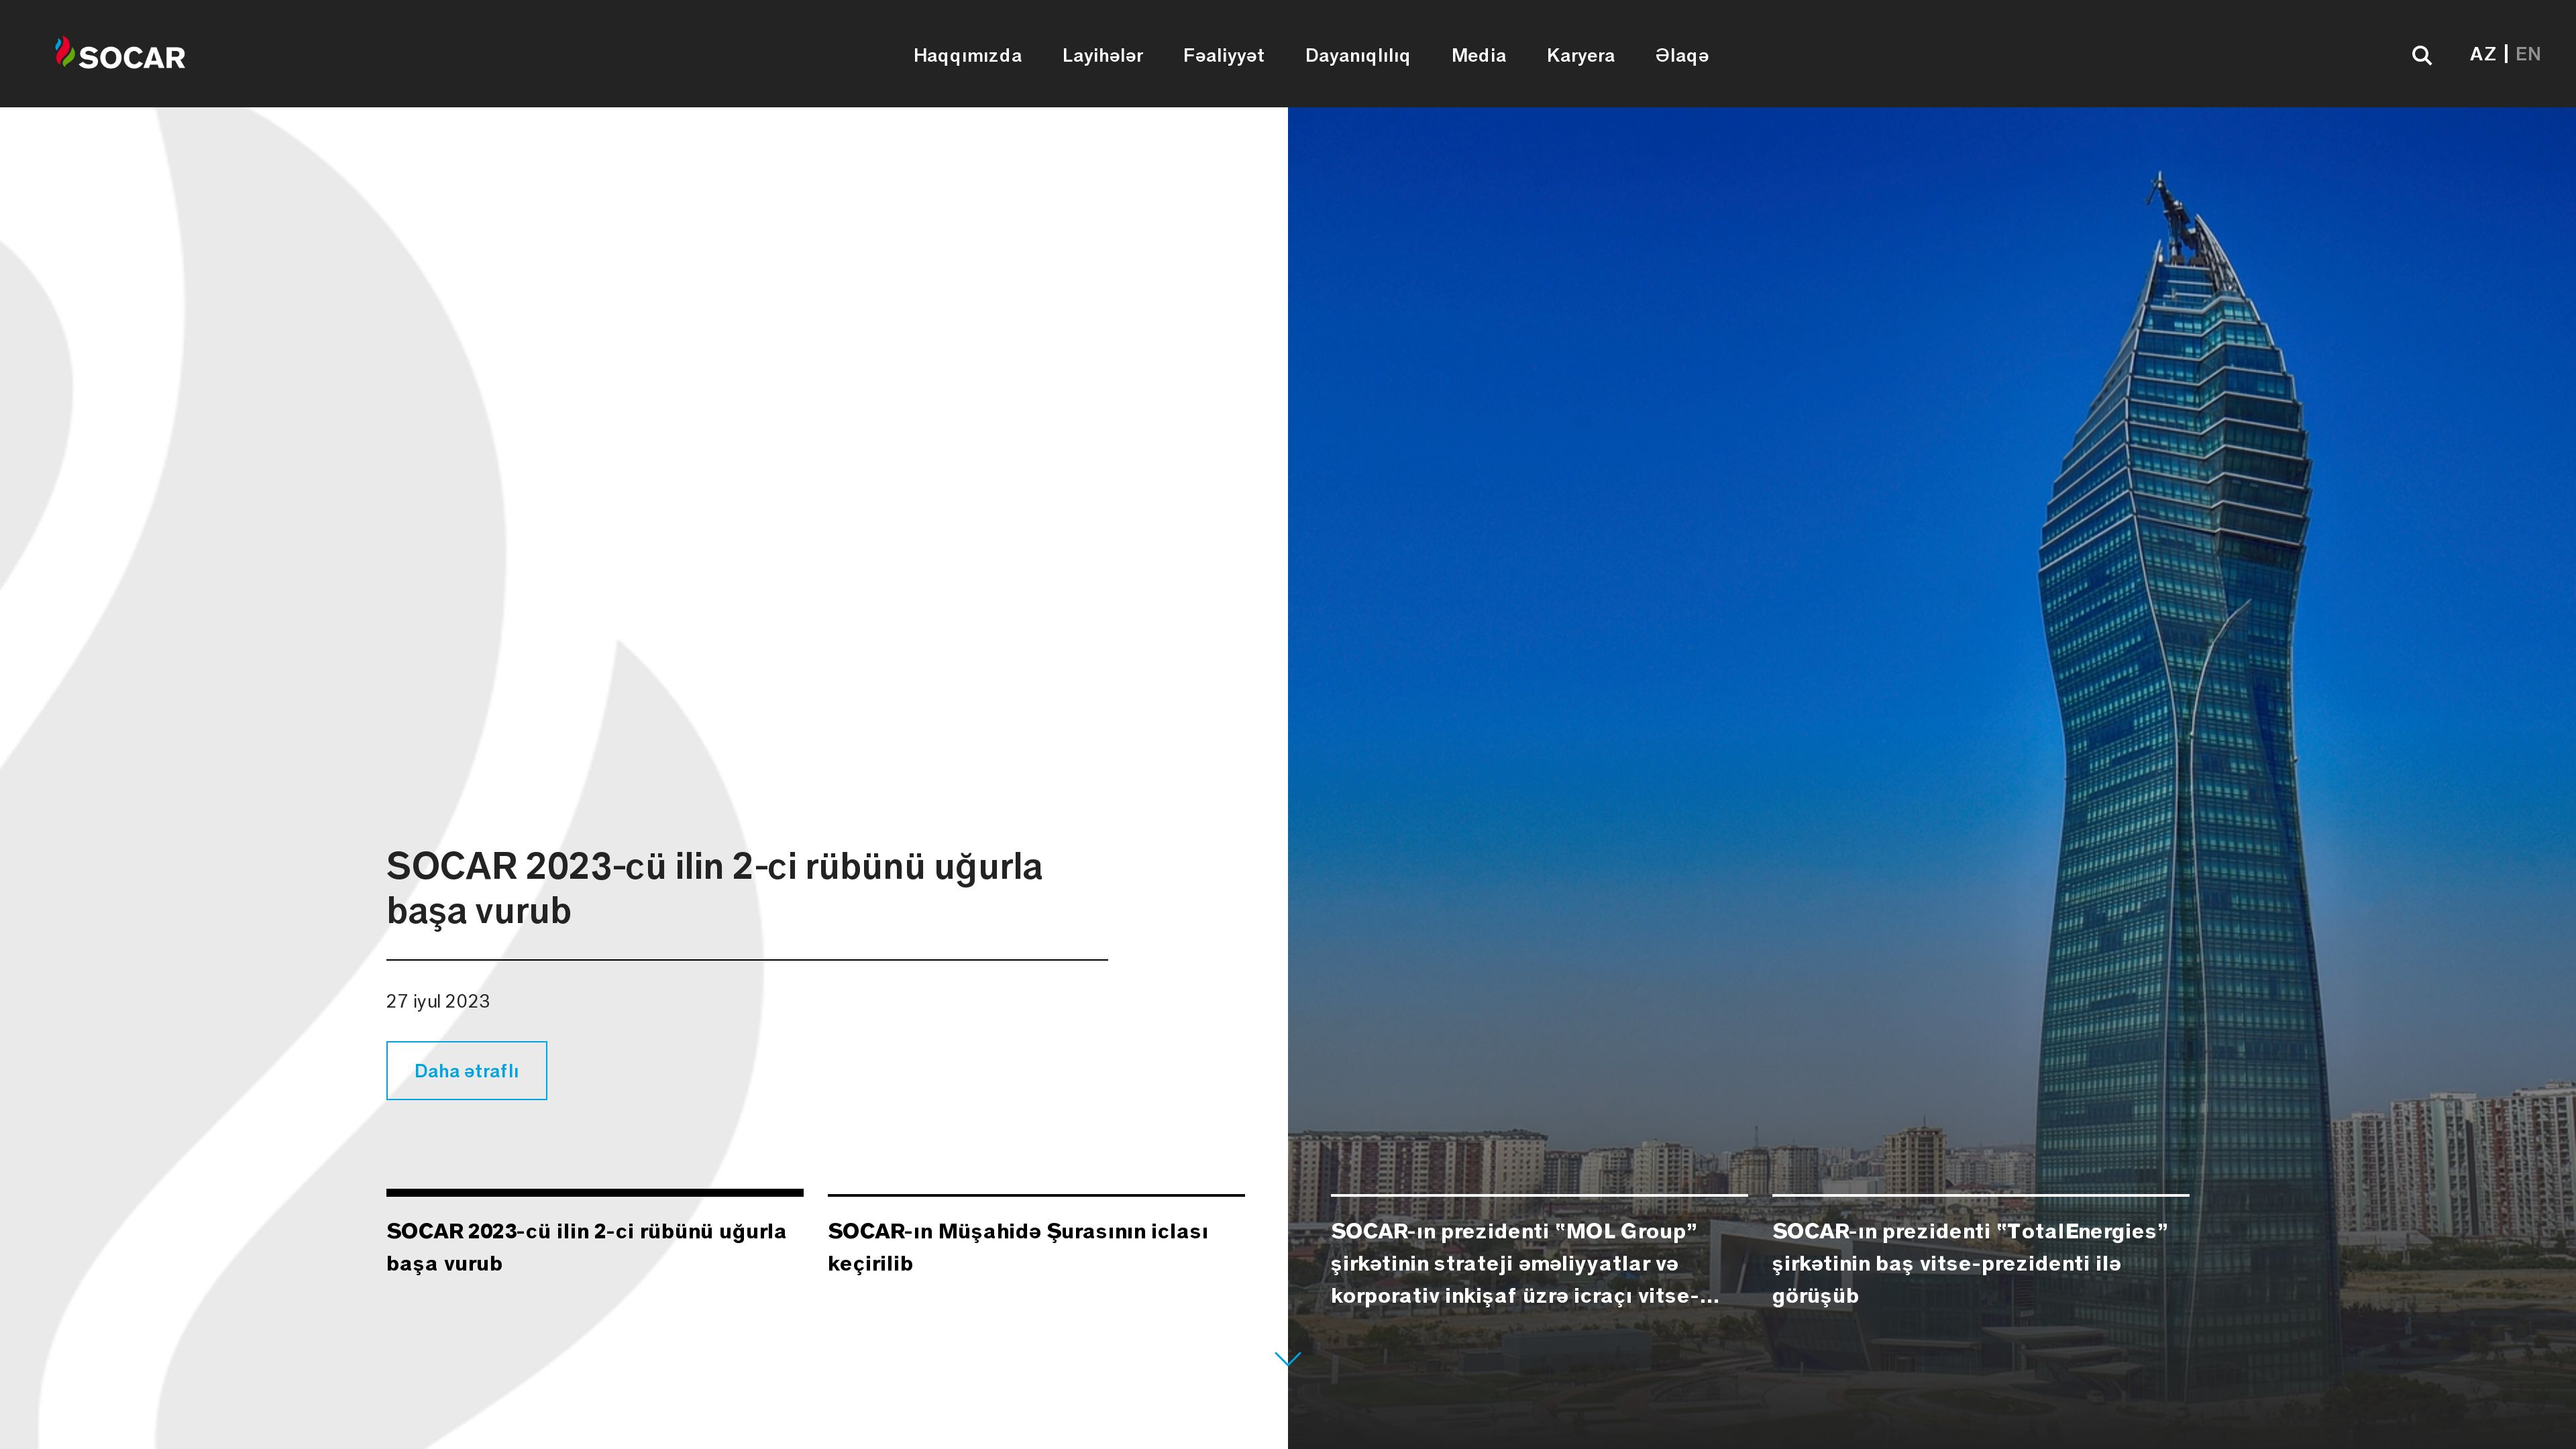 SOCAR
Haqqımızda
Layihələr
Fəaliyyət
Dayanıqlılıq
Media
Karyera
Əlaqə
AZ | EN
SOCAR 2023-cü ilin 2-ci rübünü uğurla
başa vurub
27 iyul 2023
Daha ətraflı
SOCAR 2023-cü ilin 2-ci rübünü uğurla
başa vurub
SOCAR-ın Müşahidə Şurasının iclası
keçirilib
SOCAR-ın prezidenti “MOL Group”
şirkətinin strateji əməliyyatlar və
korporativ inkişaf üzrə icraçı vitse-...
SOCAR-ın prezidenti “TotalEnergies”
şirkətinin baş vitse-prezidenti ilə
görüşüb